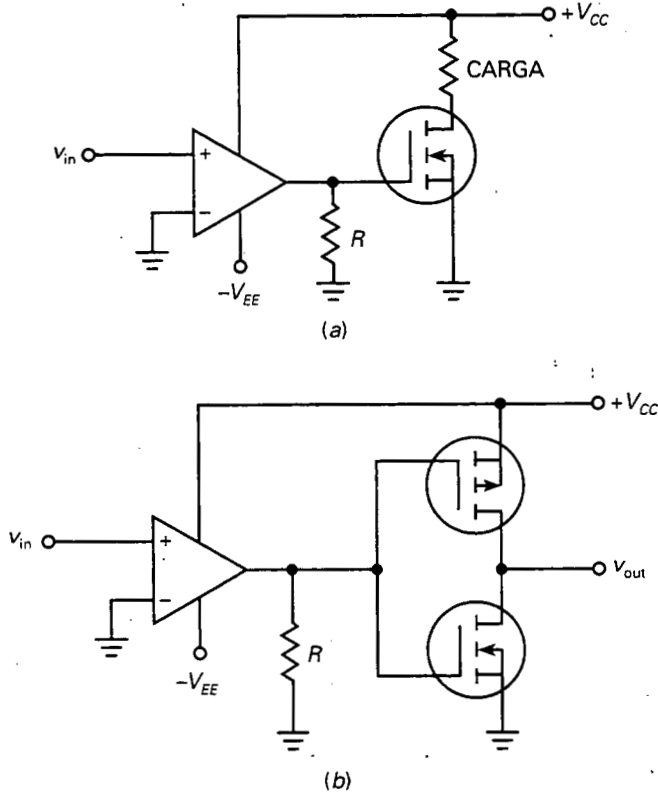 +V_CC
CARGA
v_in
+
−
R
−V_EE
(a)
+V_CC
v_in
+
−
v_out
R
−V_EE
(b)